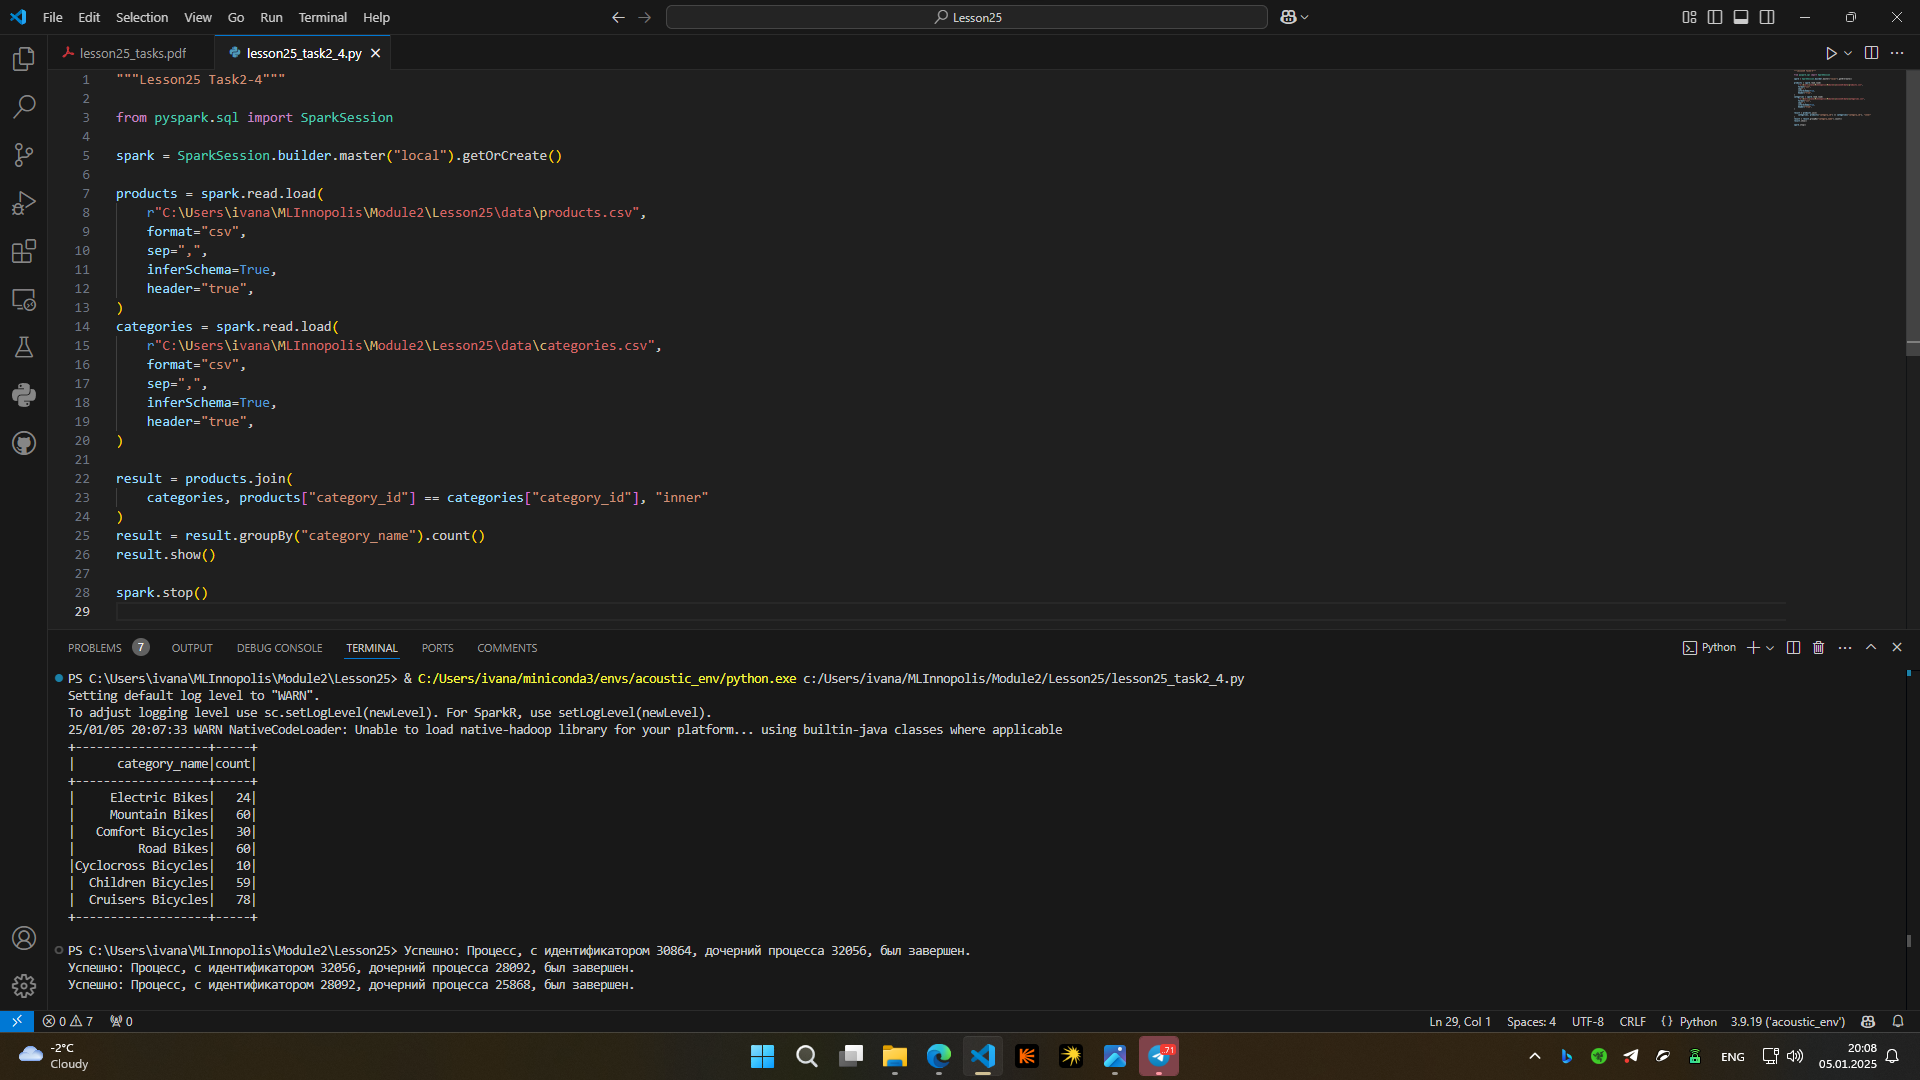 File Edit Selection View Go Run Terminal Help
Lesson25
lesson25_tasks.pdf
lesson25_task2_4.py
1 """Lesson25 Task2-4"""
2
3 from pyspark.sql import SparkSession
4
5 spark = SparkSession.builder.master("local").getOrCreate()
6
7 products = spark.read.load(
8 r"C:\Users\ivana\MLInnopolis\Module2\Lesson25\data\products.csv",
9 format="csv",
10 sep=",",
11 inferSchema=True,
12 header="true",
13 )
14 categories = spark.read.load(
15 r"C:\Users\ivana\MLInnopolis\Module2\Lesson25\data\categories.csv",
16 format="csv",
17 sep=",",
18 inferSchema=True,
19 header="true",
20 )
21
22 result = products.join(
23 categories, products["category_id"] == categories["category_id"], "inner"
24 )
25 result = result.groupBy("category_name").count()
26 result.show()
27
28 spark.stop()
29
PROBLEMS 7 OUTPUT DEBUG CONSOLE TERMINAL PORTS COMMENTS
Python
PS C:\Users\ivana\MLInnopolis\Module2\Lesson25> & C:/Users/ivana/miniconda3/envs/acoustic_env/python.exe c:/Users/ivana/MLInnopolis/Module2/Lesson25/lesson25_task2_4.py
Setting default log level to "WARN".
To adjust logging level use sc.setLogLevel(newLevel). For SparkR, use setLogLevel(newLevel).
25/01/05 20:07:33 WARN NativeCodeLoader: Unable to load native-hadoop library for your platform... using builtin-java classes where applicable
+-------------------+-----+
|      category_name|count|
+-------------------+-----+
|     Electric Bikes|   24|
|     Mountain Bikes|   60|
|   Comfort Bicycles|   30|
|         Road Bikes|   60|
|Cyclocross Bicycles|   10|
|  Children Bicycles|   59|
|  Cruisers Bicycles|   78|
+-------------------+-----+
PS C:\Users\ivana\MLInnopolis\Module2\Lesson25> Успешно: Процесс, с идентификатором 30864, дочерний процесса 32056, был завершен.
Успешно: Процесс, с идентификатором 32056, дочерний процесса 28092, был завершен.
Успешно: Процесс, с идентификатором 28092, дочерний процесса 25868, был завершен.
0 7 0
Ln 29, Col 1 Spaces: 4 UTF-8 CRLF {} Python 3.9.19 ('acoustic_env')
-2°C
Cloudy
71
ENG
20:08
05.01.2025